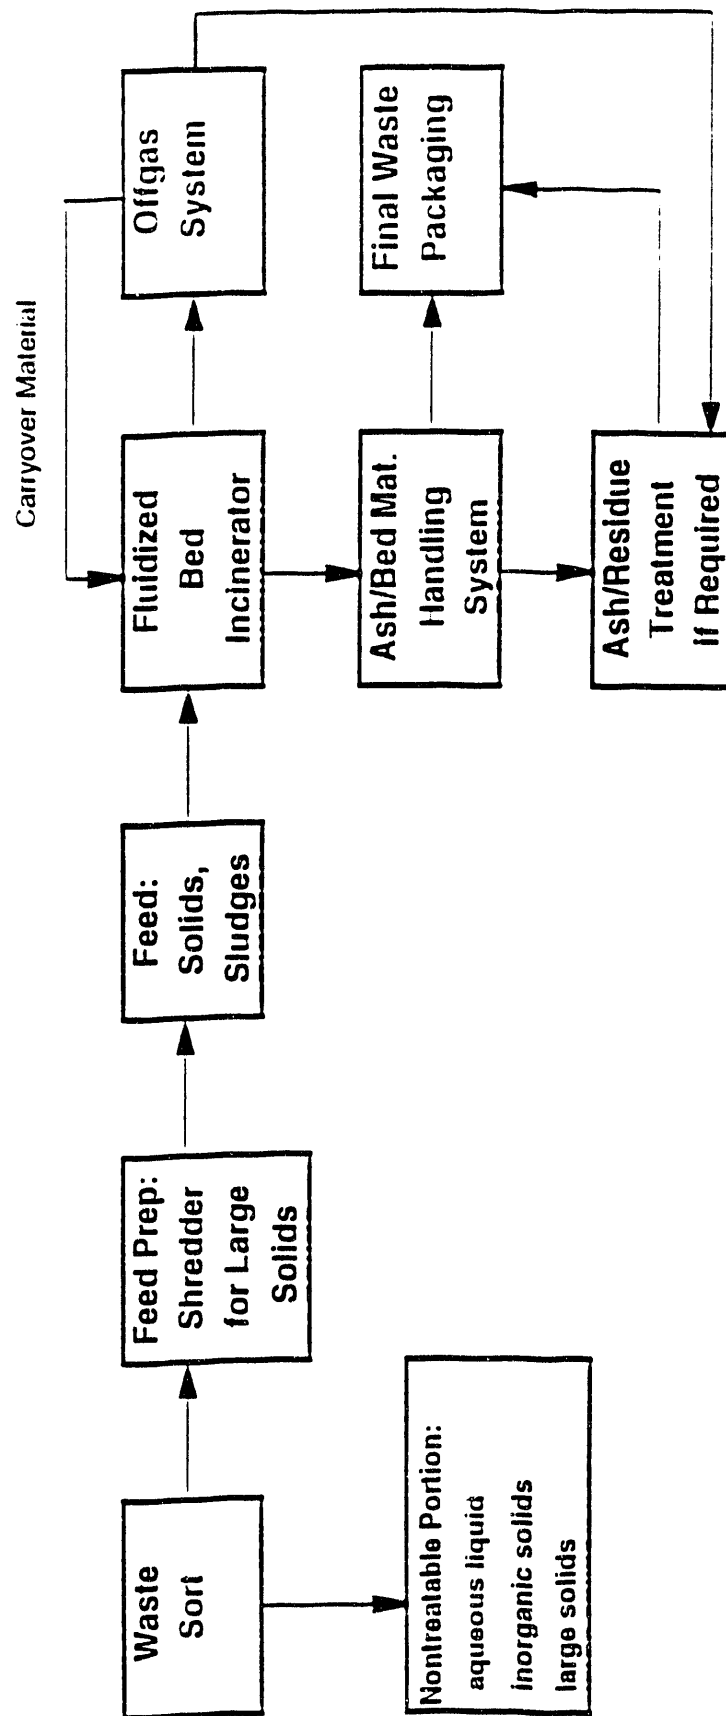 Waste
Sort
Nontreatable Portion:
aqueous liquid
inorganic solids
large solids
Feed Prep:
Shredder
for Large
Solids
Feed:
Solids,
Sludges
Carryover Material
Fluidized
Bed
Incinerator
Offgas
System
Ash/Bed Mat.
Handling
System
Final Waste
Packaging
Ash/Residue
Treatment
if Required